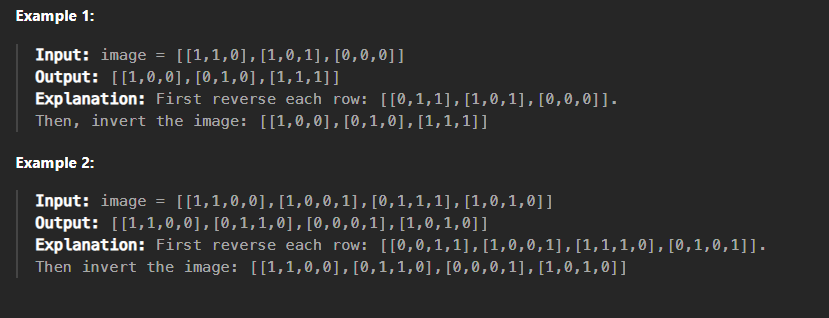 Example 1:
Input: image = [[1,1,0],[1,0,1],[0,0,0]]
Output: [[1,0,0],[0,1,0],[1,1,1]]
Explanation: First reverse each row: [[0,1,1],[1,0,1],[0,0,0]].
Then, invert the image: [[1,0,0],[0,1,0],[1,1,1]]
Example 2:
Input: image = [[1,1,0,0],[1,0,0,1],[0,1,1,1],[1,0,1,0]]
Output: [[1,1,0,0],[0,1,1,0],[0,0,0,1],[1,0,1,0]]
Explanation: First reverse each row: [[0,0,1,1],[1,0,0,1],[1,1,1,0],[0,1,0,1]].
Then invert the image: [[1,1,0,0],[0,1,1,0],[0,0,0,1],[1,0,1,0]]